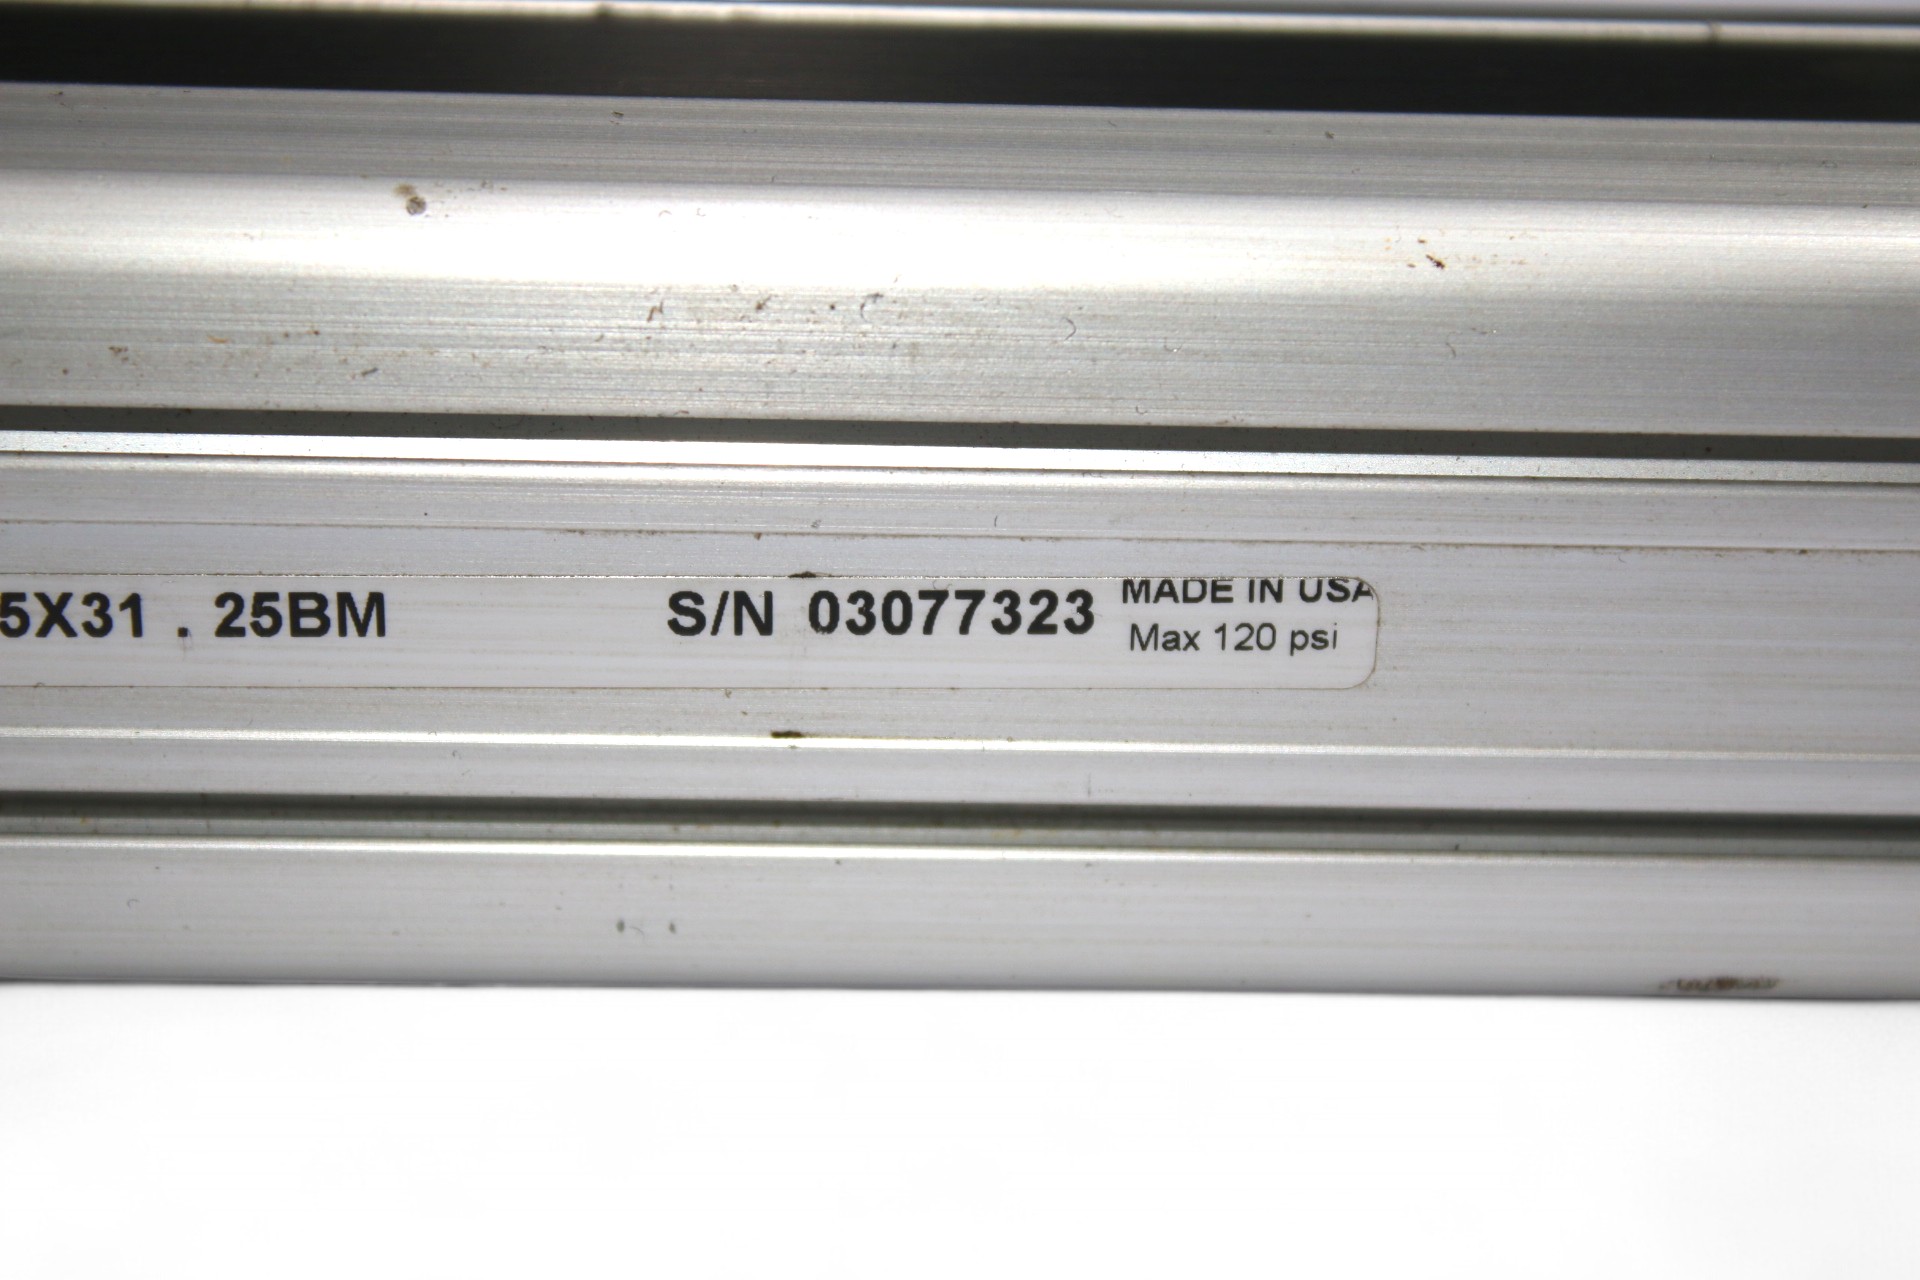 5X31 . 25BM S/N 03077323 MADE IN USA
Max 120 psi